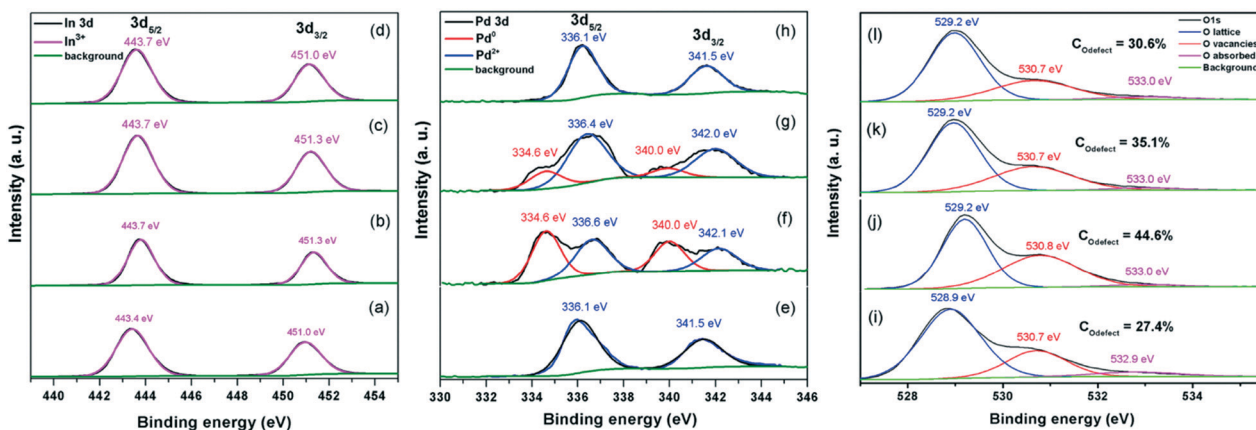 In 3d
In³⁺
background
3d₅/₂
3d₃/₂
(d)
443.7 eV
451.0 eV
(c)
443.7 eV
451.3 eV
(b)
443.7 eV
451.3 eV
(a)
443.4 eV
451.0 eV
Intensity (a. u.)
440 442 444 446 448 450 452 454
Binding energy (eV)
Pd 3d
Pd⁰
Pd²⁺
background
3d₅/₂
3d₃/₂
(h)
336.1 eV
341.5 eV
(g)
336.4 eV
342.0 eV
334.6 eV
340.0 eV
(f)
334.6 eV
336.6 eV
340.0 eV
342.1 eV
(e)
336.1 eV
341.5 eV
Intensity (a. u.)
330 332 334 336 338 340 342 344 346
Binding energy (eV)
O1s
O lattice
O vacancies
O absorbed
Background
(l)
529.2 eV
C_Odefect = 30.6%
530.7 eV
533.0 eV
(k)
529.2 eV
C_Odefect = 35.1%
530.7 eV
533.0 eV
(j)
529.2 eV
C_Odefect = 44.6%
530.8 eV
533.0 eV
(i)
528.9 eV
C_Odefect = 27.4%
530.7 eV
532.9 eV
Intensity (a. u.)
528 530 532 534
Binding energy (eV)